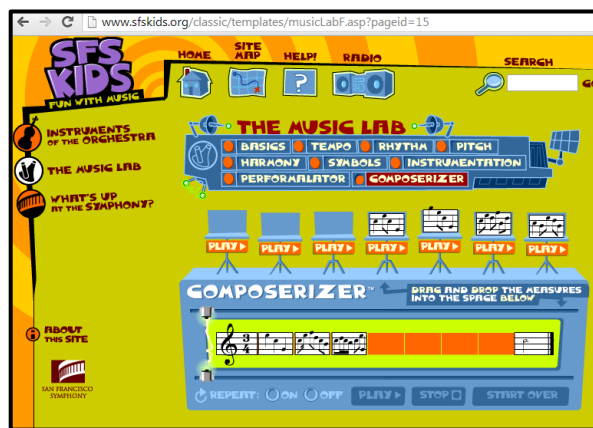 www.sfskids.org/classic/templates/musicLabF.asp?pageid=15
SFS
KIDS
FUN WITH MUSIC
HOME
SITE
MAP
HELP!
RADIO
SEARCH
INSTRUMENTS
OF THE ORCHESTRA
THE MUSIC LAB
WHAT'S UP
AT THE SYMPHONY?
THE MUSIC LAB
BASICS TEMPO RHYTHM PITCH
HARMONY SYMBOLS INSTRUMENTATION
PERFORMALATOR COMPOSERIZER
PLAY PLAY PLAY PLAY PLAY PLAY PLAY
COMPOSERIZER™
DRAG AND DROP THE MEASURES
INTO THE SPACE BELOW
3
4
ABOUT
THIS SITE
SAN FRANCISCO
SYMPHONY
REPEAT: ON OFF PLAY STOP START OVER